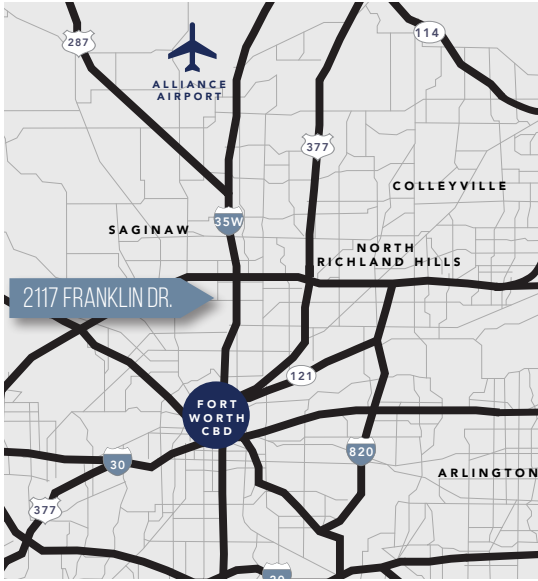 287
114
ALLIANCE
AIRPORT
377
COLLEYVILLE
35W
SAGINAW
NORTH
RICHLAND HILLS
2117 FRANKLIN DR.
121
FORT
WORTH
CBD
820
30
ARLINGTON
377
20